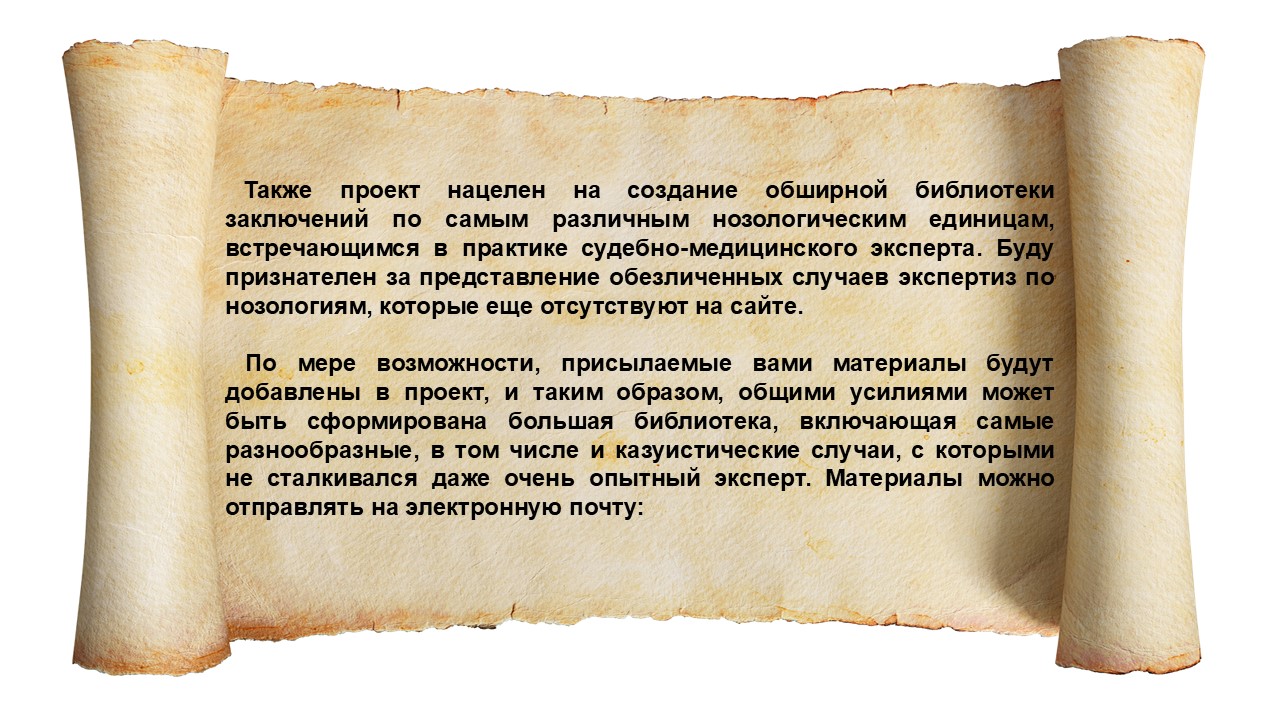 Также проект нацелен на создание обширной библиотеки
заключений по самым различным нозологическим единицам,
встречающимся в практике судебно-медицинского эксперта. Буду
признателен за представление обезличенных случаев экспертиз по
нозологиям, которые еще отсутствуют на сайте.
По мере возможности, присылаемые вами материалы будут
добавлены в проект, и таким образом, общими усилиями может
быть сформирована большая библиотека, включающая самые
разнообразные, в том числе и казуистические случаи, с которыми
не сталкивался даже очень опытный эксперт. Материалы можно
отправлять на электронную почту: